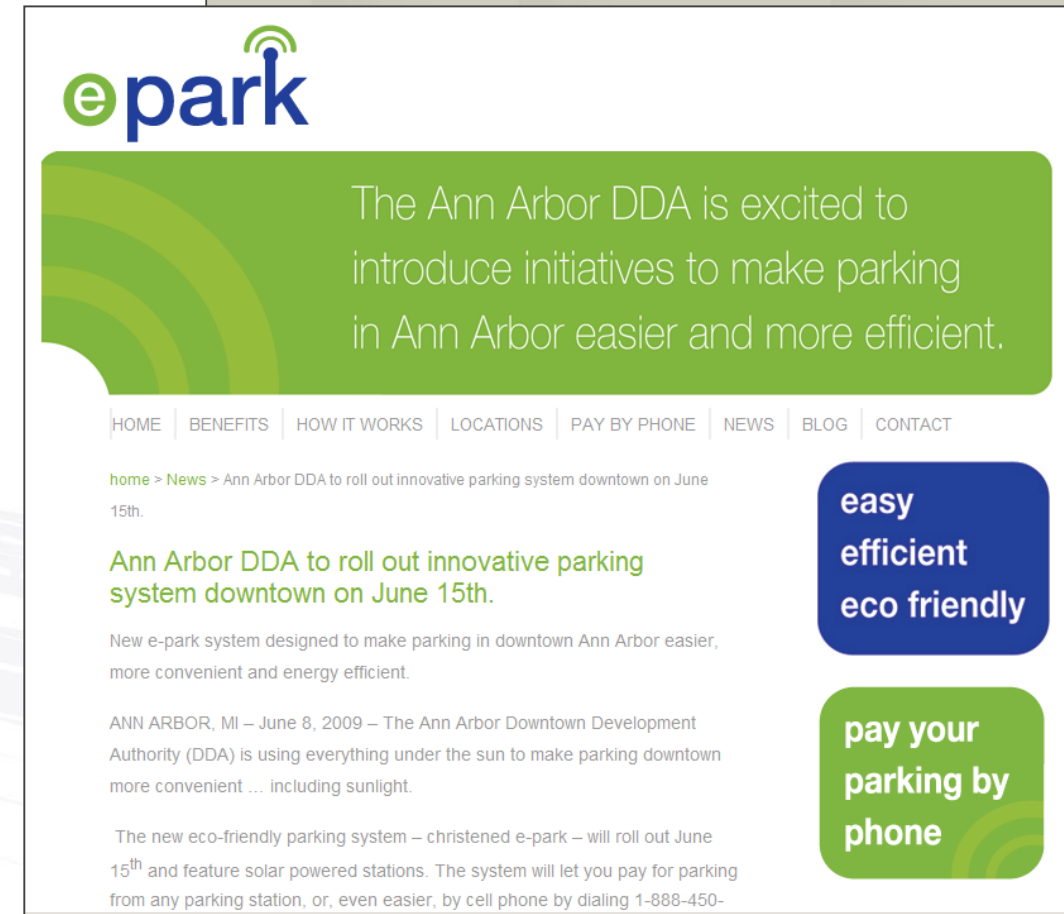 epark
The Ann Arbor DDA is excited to
introduce initiatives to make parking
in Ann Arbor easier and more efficient.
HOME BENEFITS HOW IT WORKS LOCATIONS PAY BY PHONE NEWS BLOG CONTACT
home > News > Ann Arbor DDA to roll out innovative parking system downtown on June
15th.
Ann Arbor DDA to roll out innovative parking
system downtown on June 15th.
New e-park system designed to make parking in downtown Ann Arbor easier,
more convenient and energy efficient.
ANN ARBOR, MI – June 8, 2009 – The Ann Arbor Downtown Development
Authority (DDA) is using everything under the sun to make parking downtown
more convenient … including sunlight.
The new eco-friendly parking system – christened e-park – will roll out June
15th and feature solar powered stations. The system will let you pay for parking
from any parking station, or, even easier, by cell phone by dialing 1-888-450-
easy
efficient
eco friendly
pay your
parking by
phone